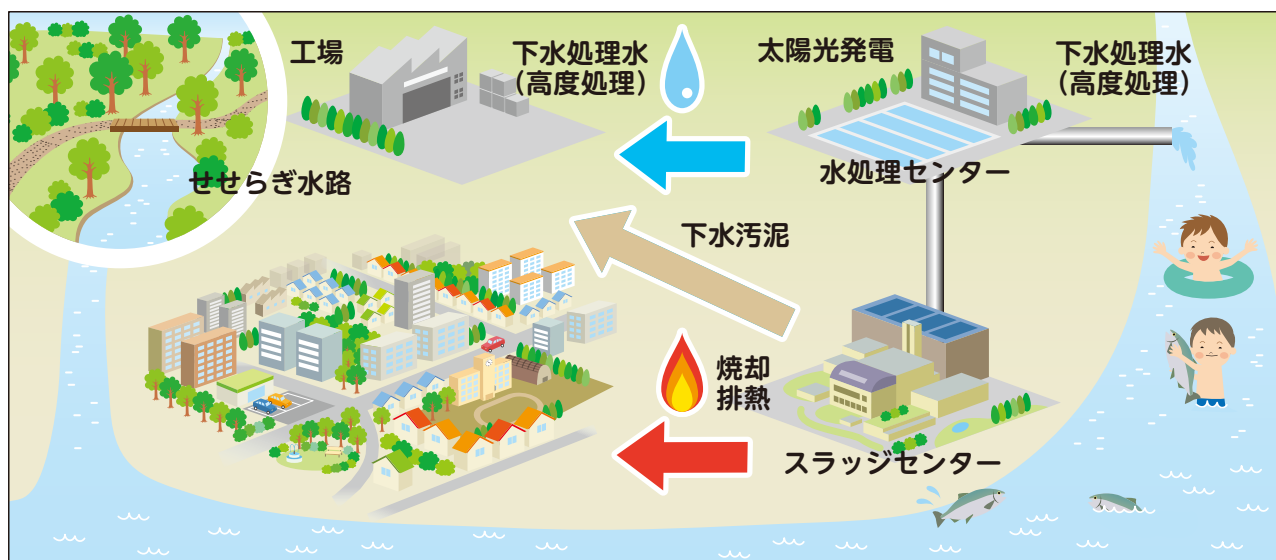 工場
下水処理水
（高度処理）
太陽光発電
下水処理水
（高度処理）
せせらぎ水路
水処理センター
下水汚泥
焼却
排熱
スラッジセンター